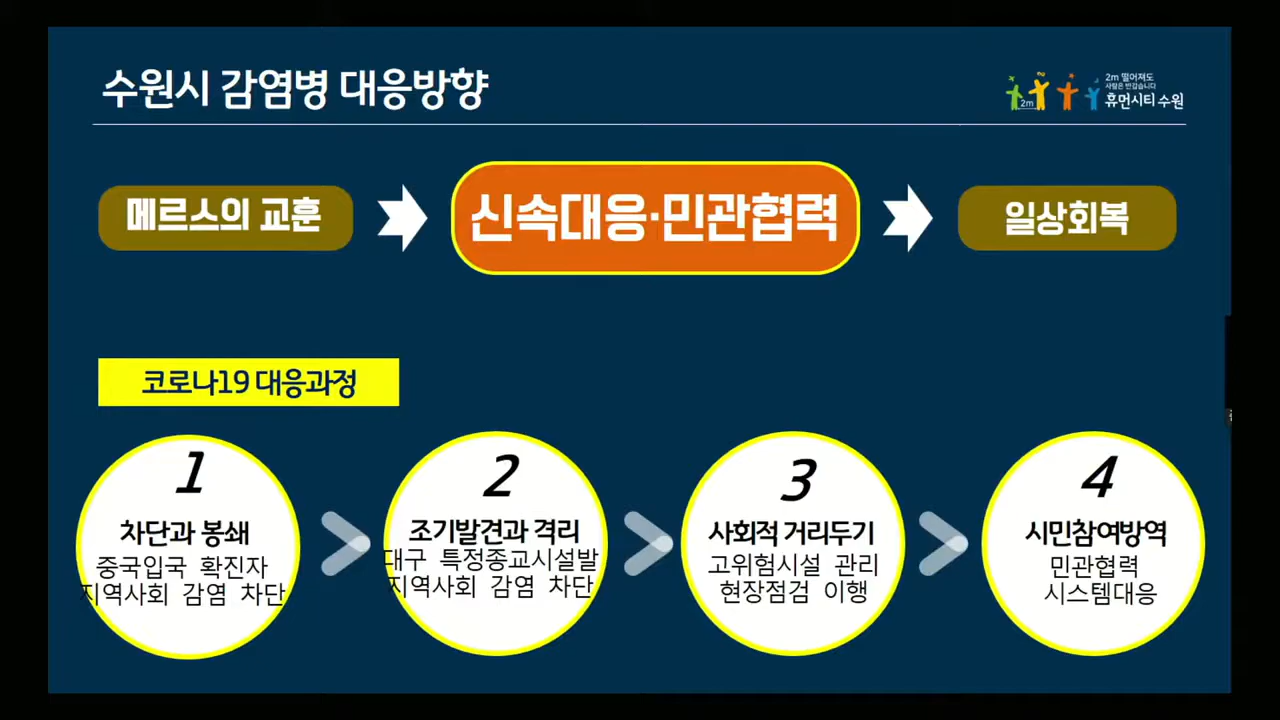 수원시 감염병 대응방향
2m 떨어져도
사람은 반갑습니다
휴먼시티 수원
2m
메르스의 교훈
신속대응·민관협력
일상회복
코로나19 대응과정
1
차단과 봉쇄
중국입국 확진자
지역사회 감염 차단
2
조기발견과 격리
대구 특정종교시설발
지역사회 감염 차단
3
사회적 거리두기
고위험시설 관리
현장점검 이행
4
시민참여방역
민관협력
시스템대응